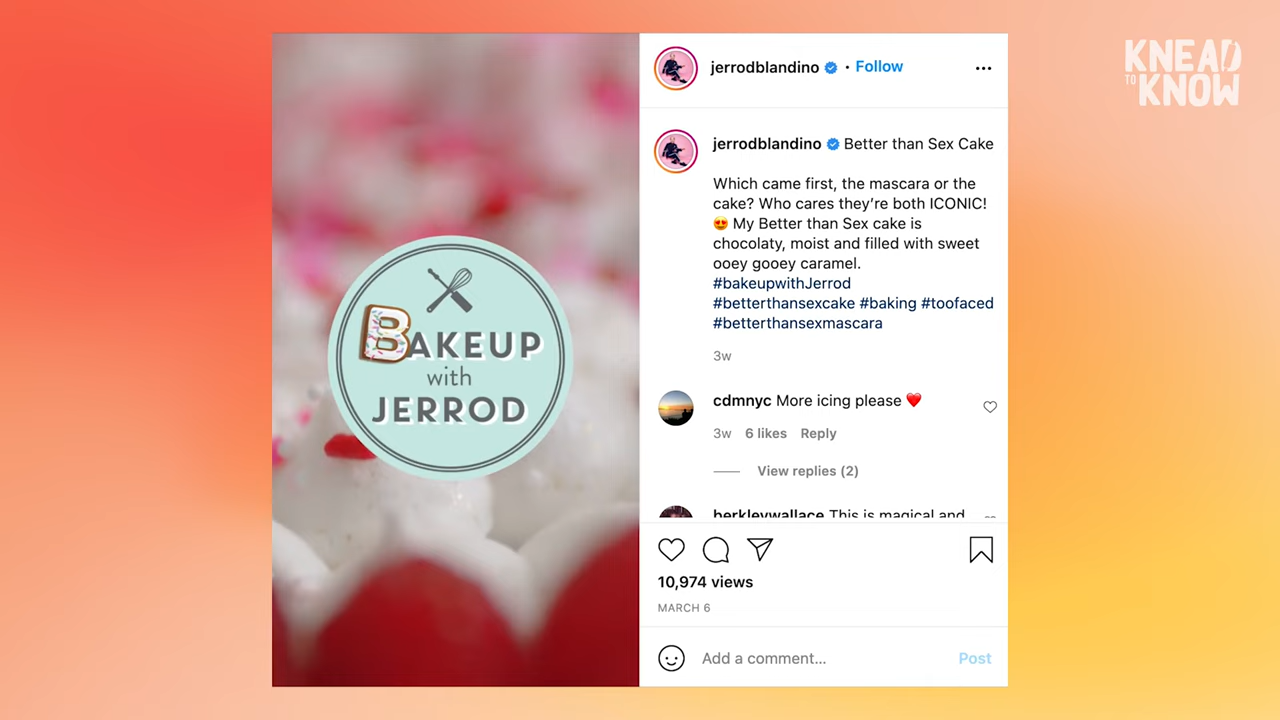 KNEAD
TO
KNOW
BAKEUP
with
JERROD
jerrodblandino • Follow
jerrodblandino Better than Sex Cake
Which came first, the mascara or the
cake? Who cares they’re both ICONIC!
😍 My Better than Sex cake is
chocolaty, moist and filled with sweet
ooey gooey caramel.
#bakeupwithJerrod
#betterthansexcake #baking #toofaced
#betterthansexmascara
3w
cdmnyc More icing please ❤️
3w 6 likes Reply
View replies (2)
berkleywallace This is magical and
10,974 views
MARCH 6
Add a comment... Post